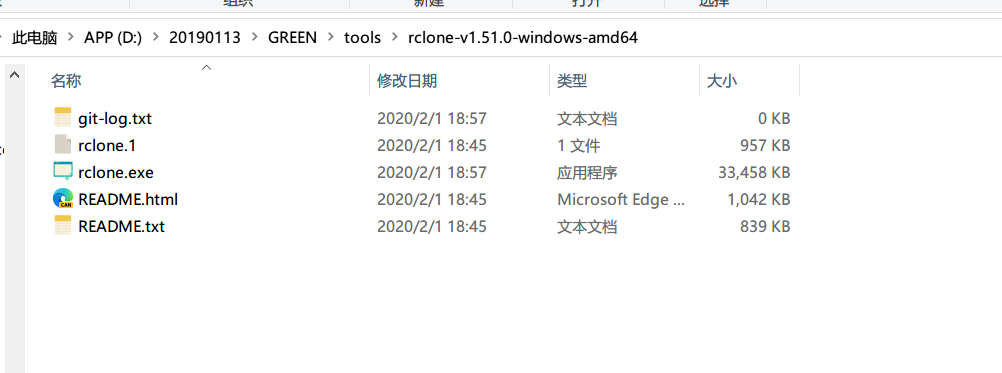 组织 新建 打开 选择
此电脑 > APP (D:) > 20190113 > GREEN > tools > rclone-v1.51.0-windows-amd64
名称 修改日期 类型 大小
git-log.txt 2020/2/1 18:57 文本文档 0 KB
rclone.1 2020/2/1 18:45 1 文件 957 KB
rclone.exe 2020/2/1 18:57 应用程序 33,458 KB
README.html 2020/2/1 18:45 Microsoft Edge ... 1,042 KB
README.txt 2020/2/1 18:45 文本文档 839 KB